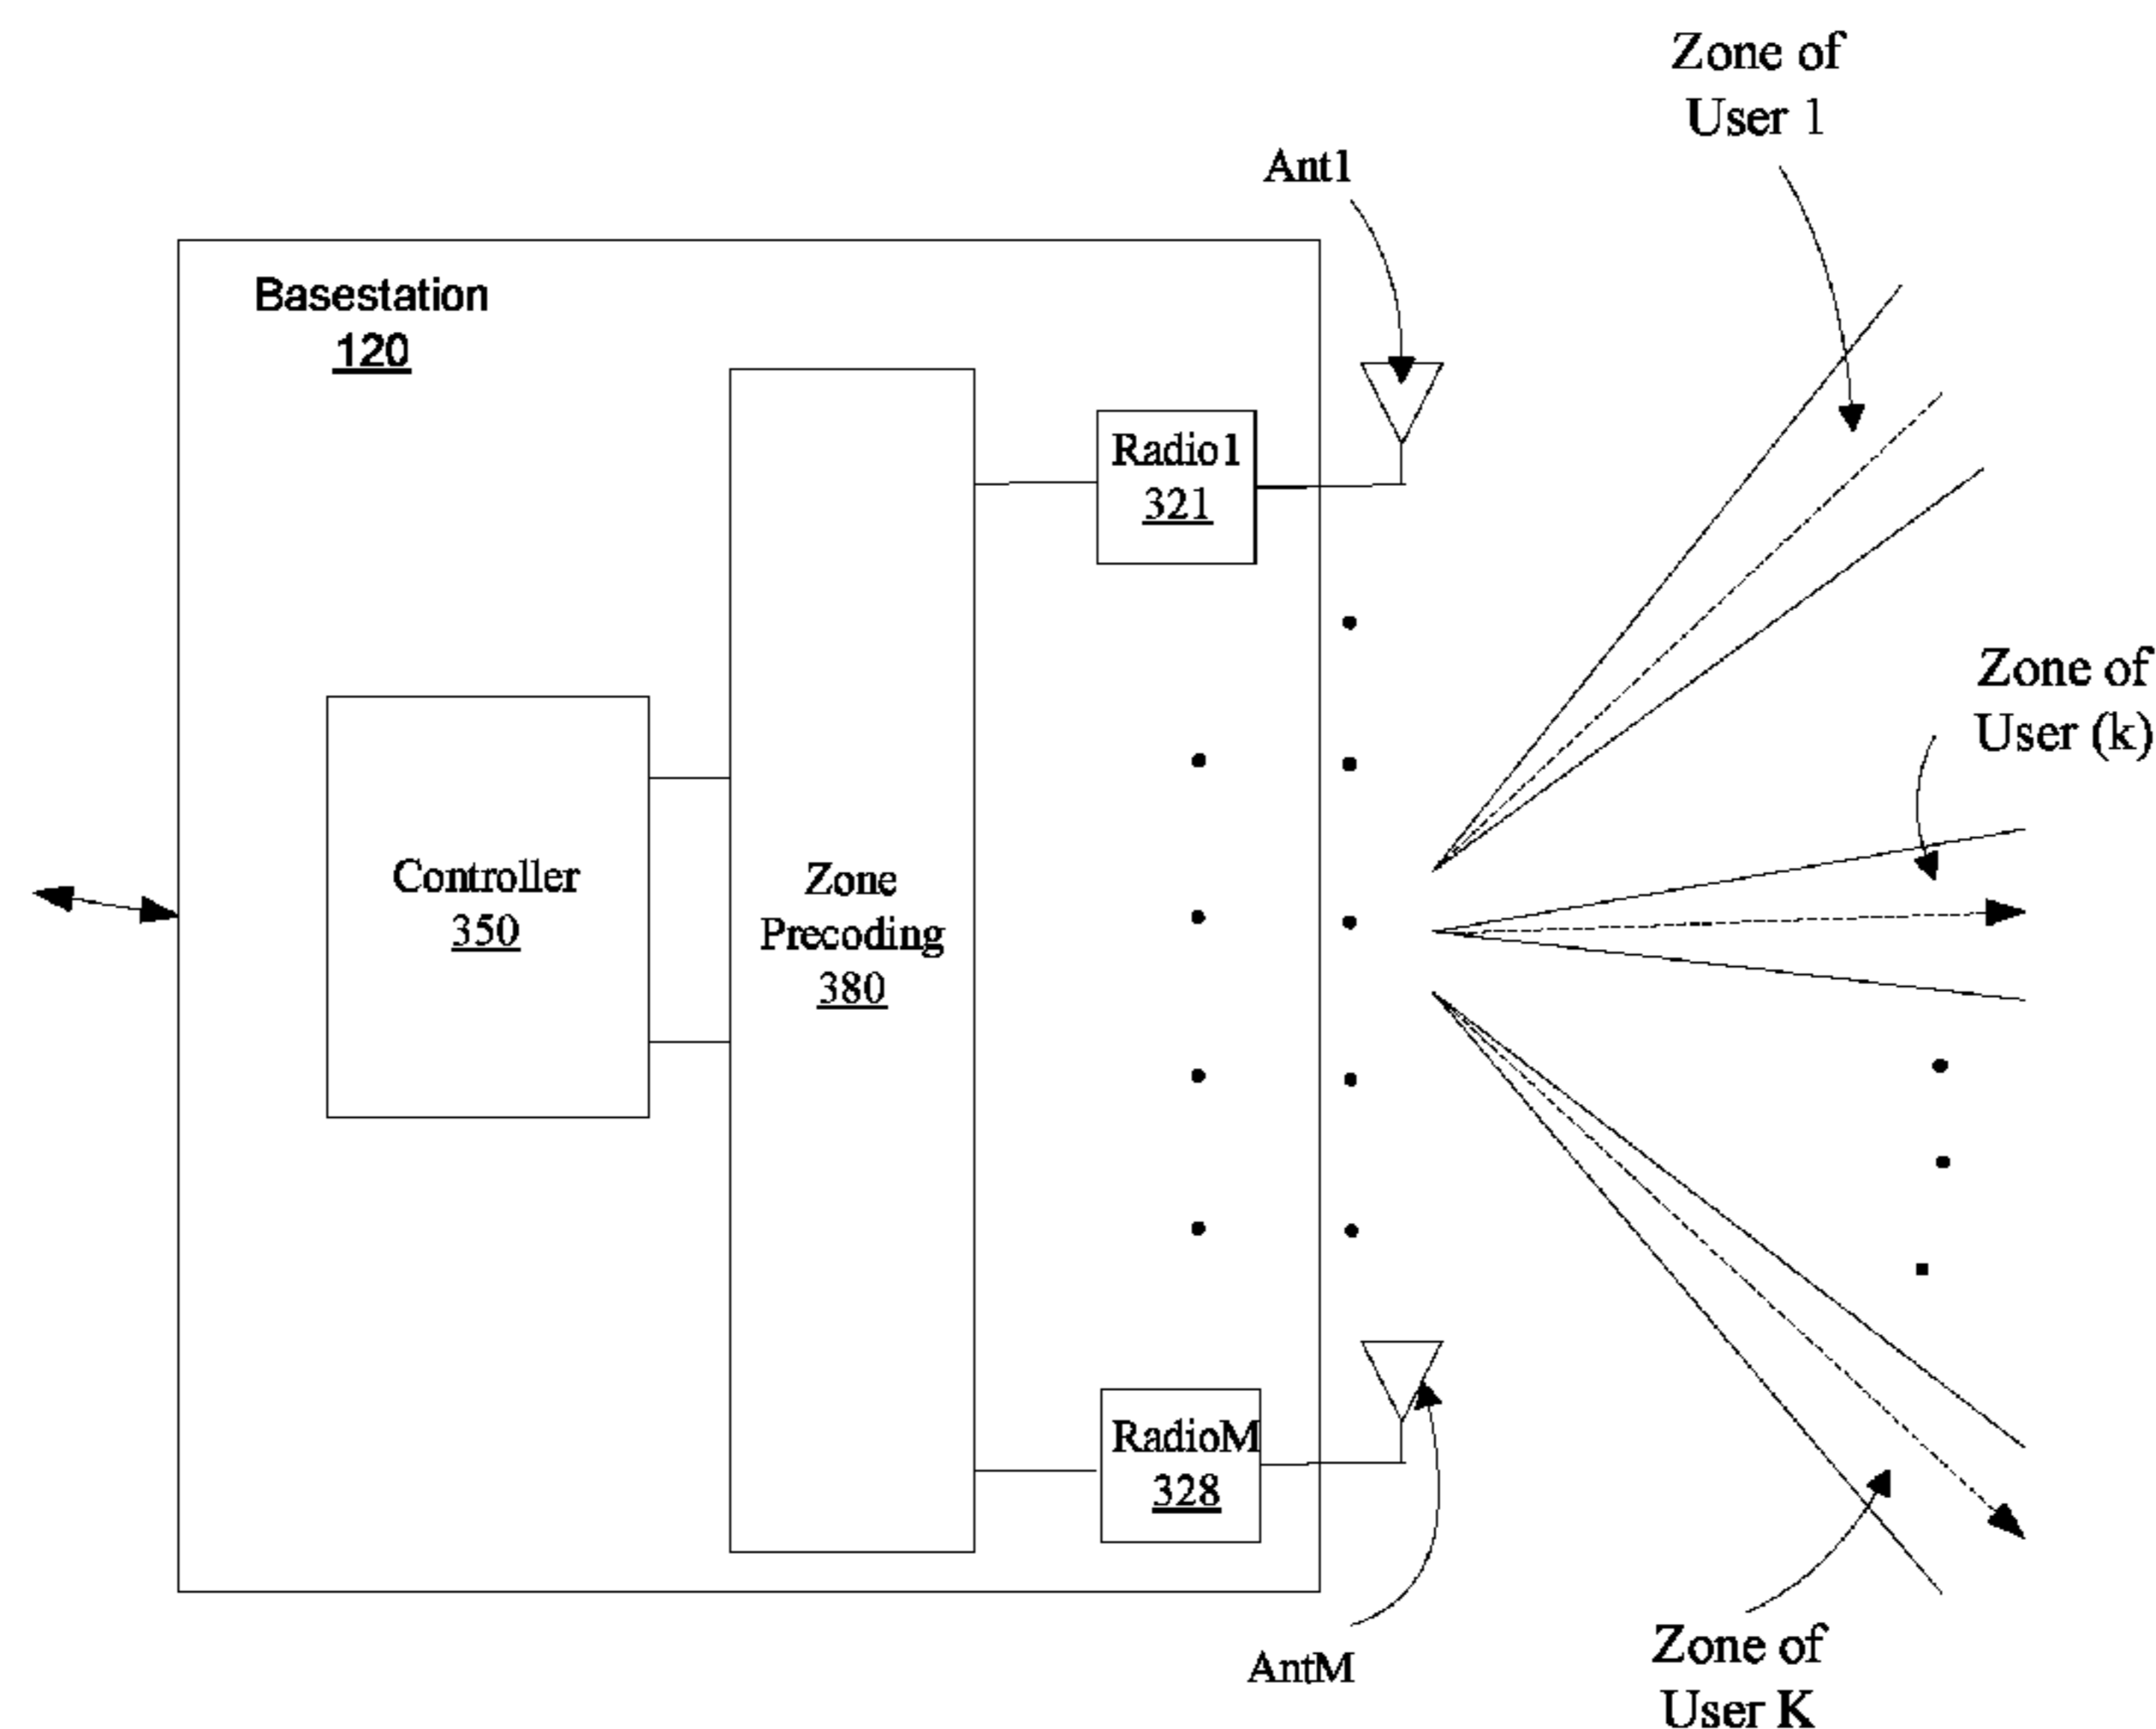 Zone of
User 1
Ant1
Basestation
120
Radio1
321
Zone of
User (k)
Controller
350
Zone
Precoding
380
RadioM
328
AntM
Zone of
User K